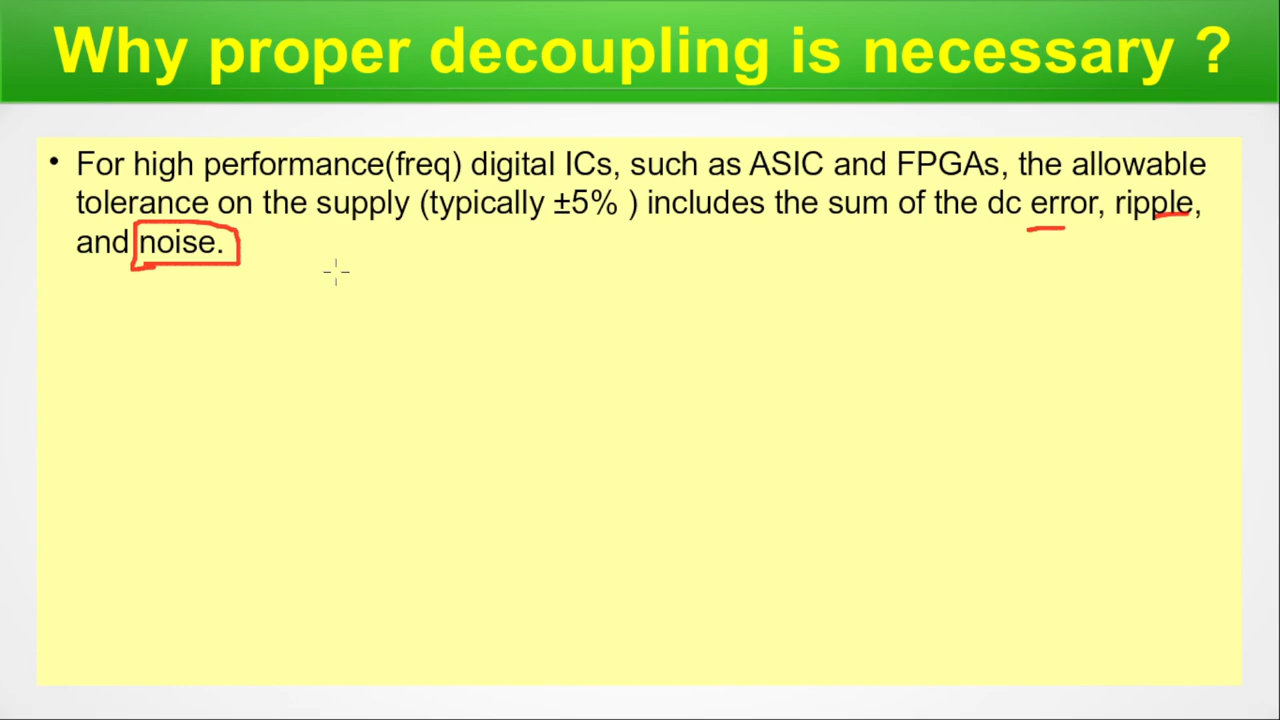 Why proper decoupling is necessary ?
• For high performance(freq) digital ICs, such as ASIC and FPGAs, the allowable
tolerance on the supply (typically ±5% ) includes the sum of the dc error, ripple,
and noise.